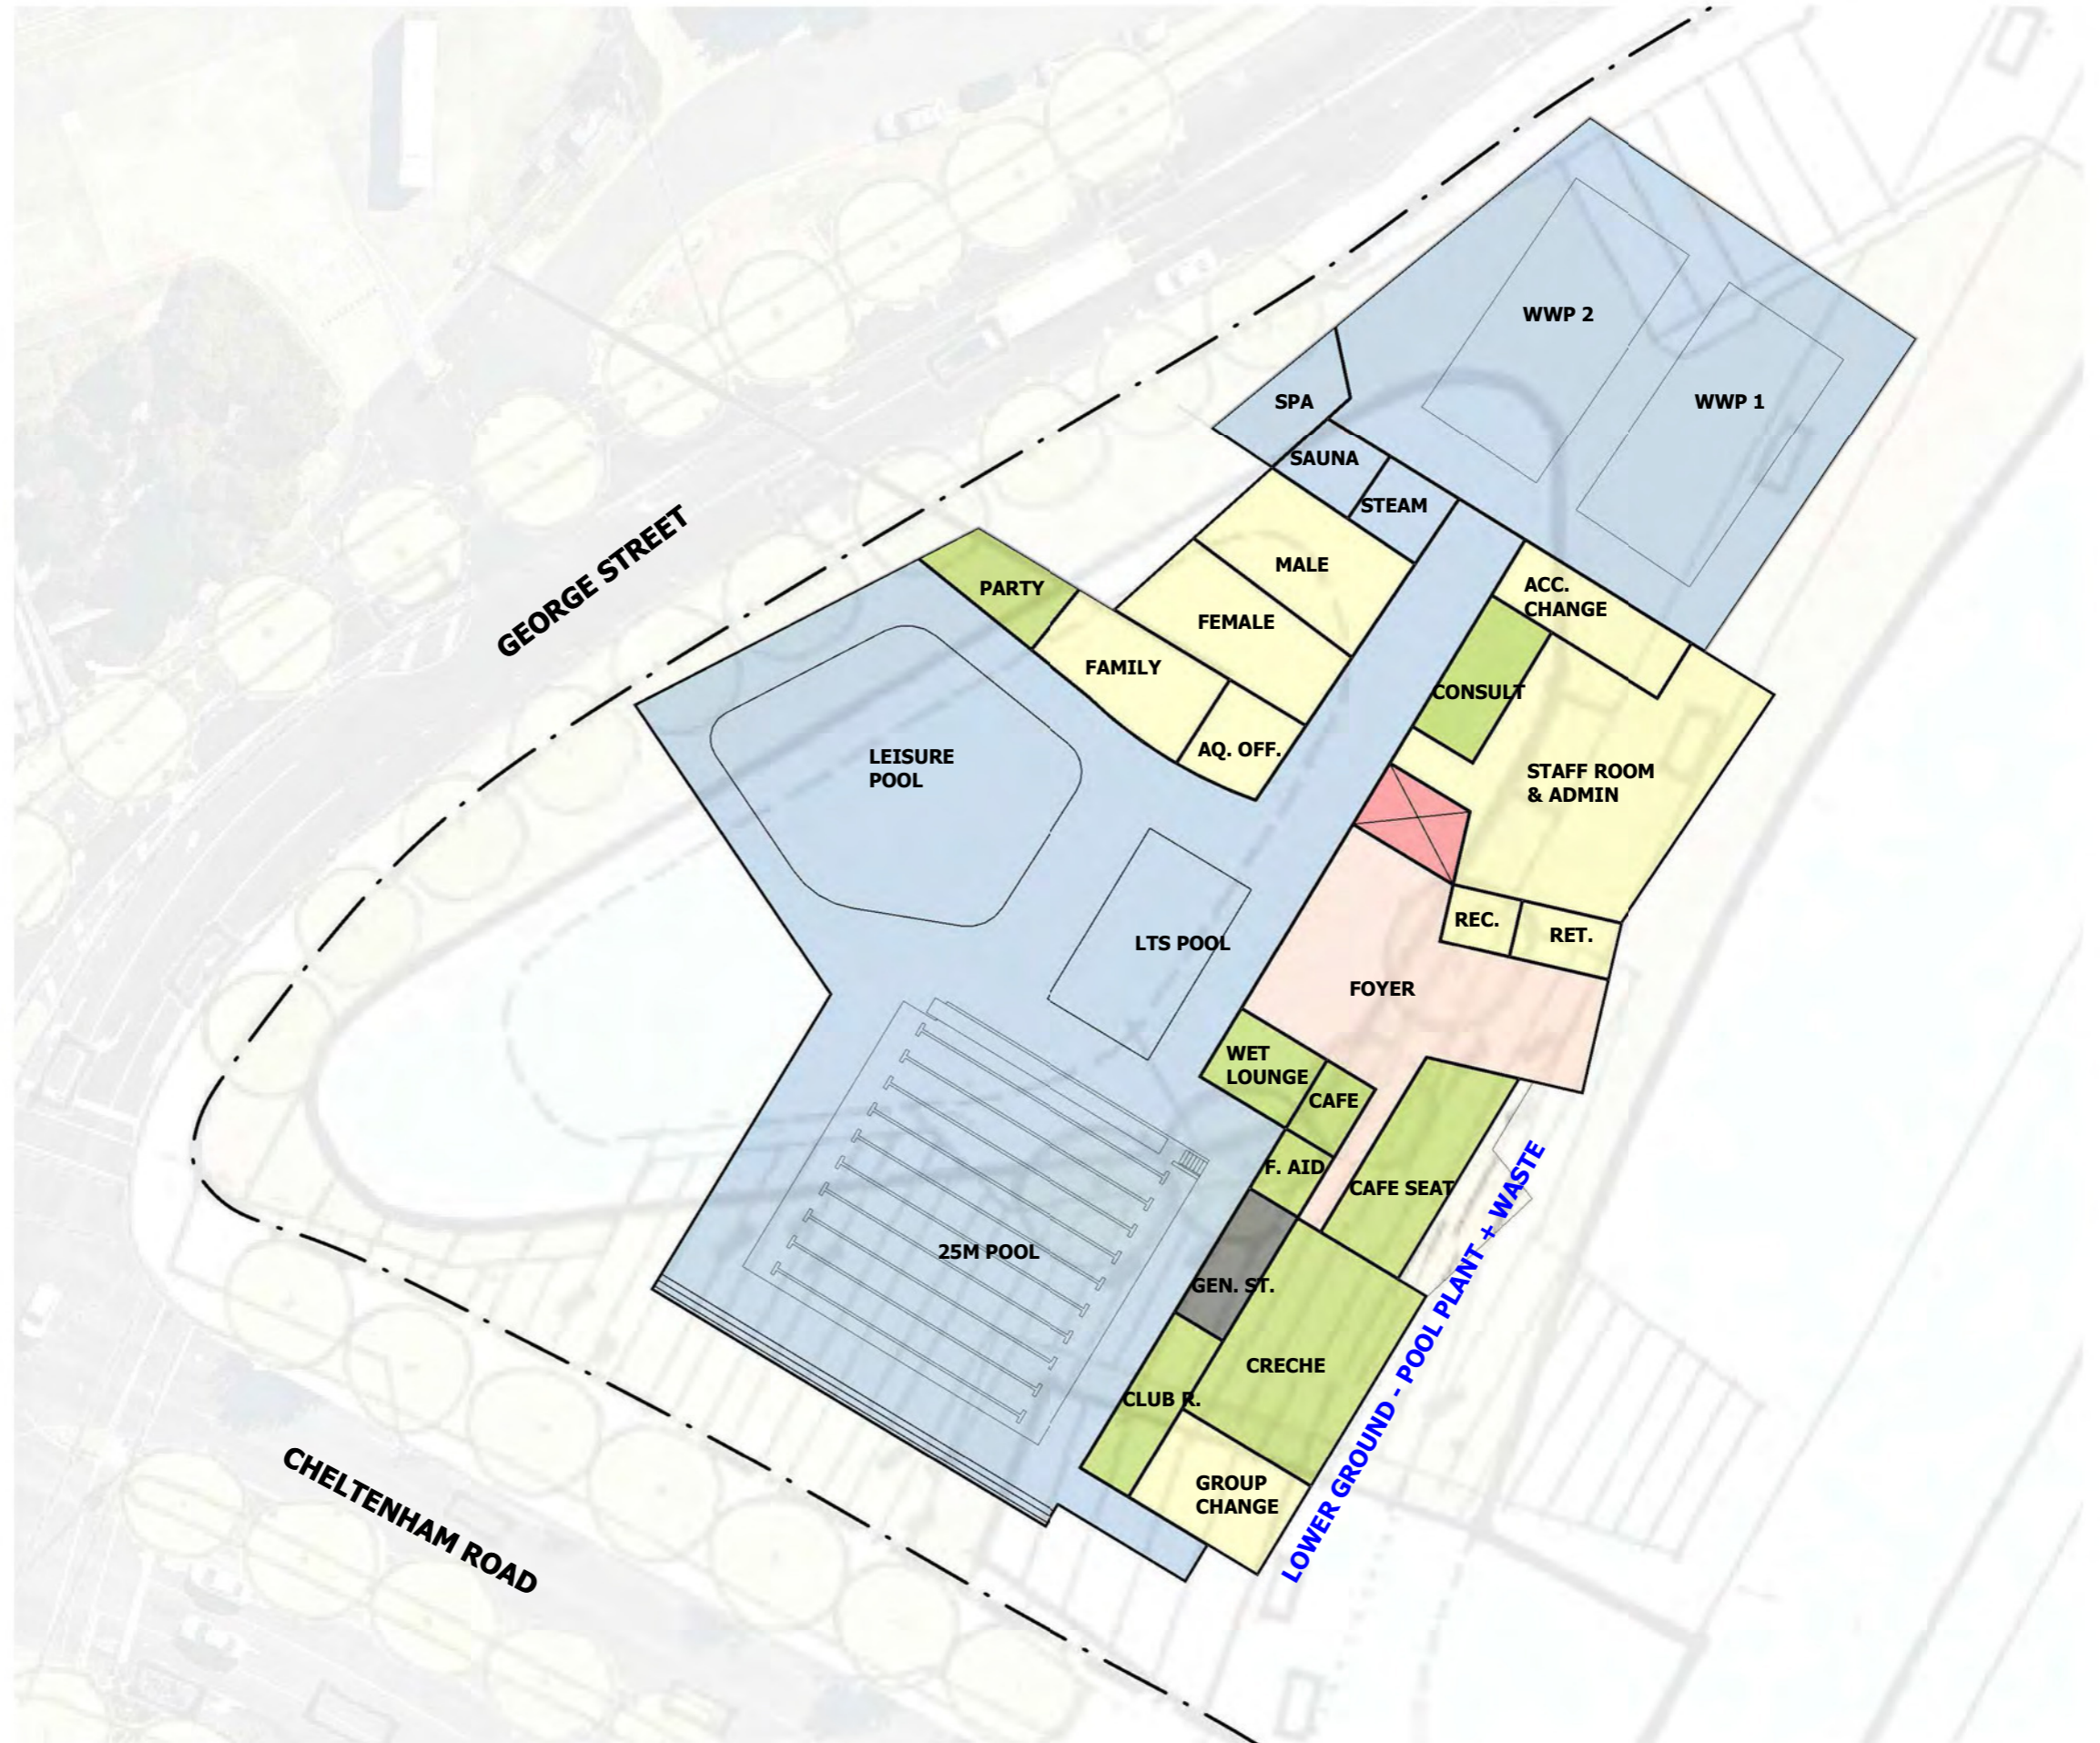 WWP 2
SPA
WWP 1
SAUNA
STEAM
GEORGE STREET
MALE
PARTY
ACC.
CHANGE
FEMALE
FAMILY
CONSULT
AQ. OFF.
LEISURE
POOL
STAFF ROOM
& ADMIN
REC.
RET.
LTS POOL
FOYER
WET
LOUNGE
CAFE
F. AID
CAFE SEAT
25M POOL
GEN. ST.
CRECHE
CLUB R.
LOWER GROUND - POOL PLANT + WASTE
GROUP
CHANGE
CHELTENHAM ROAD